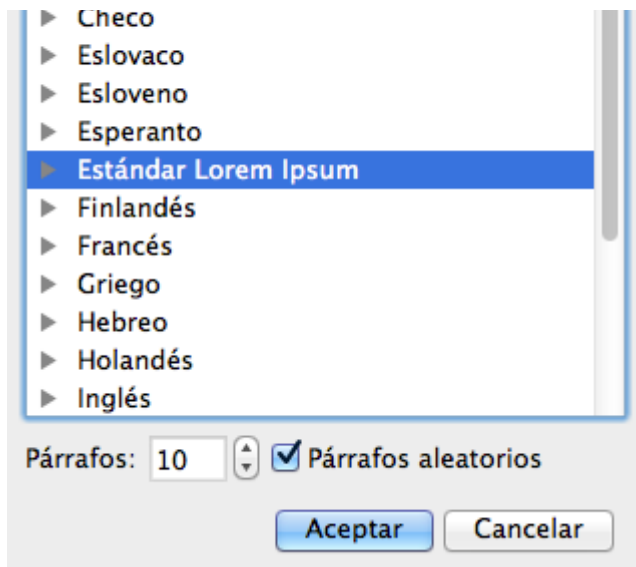 Checo
Eslovaco
Esloveno
Esperanto
Estándar Lorem Ipsum
Finlandés
Francés
Griego
Hebreo
Holandés
Inglés
Párrafos: 10 Párrafos aleatorios
Aceptar Cancelar